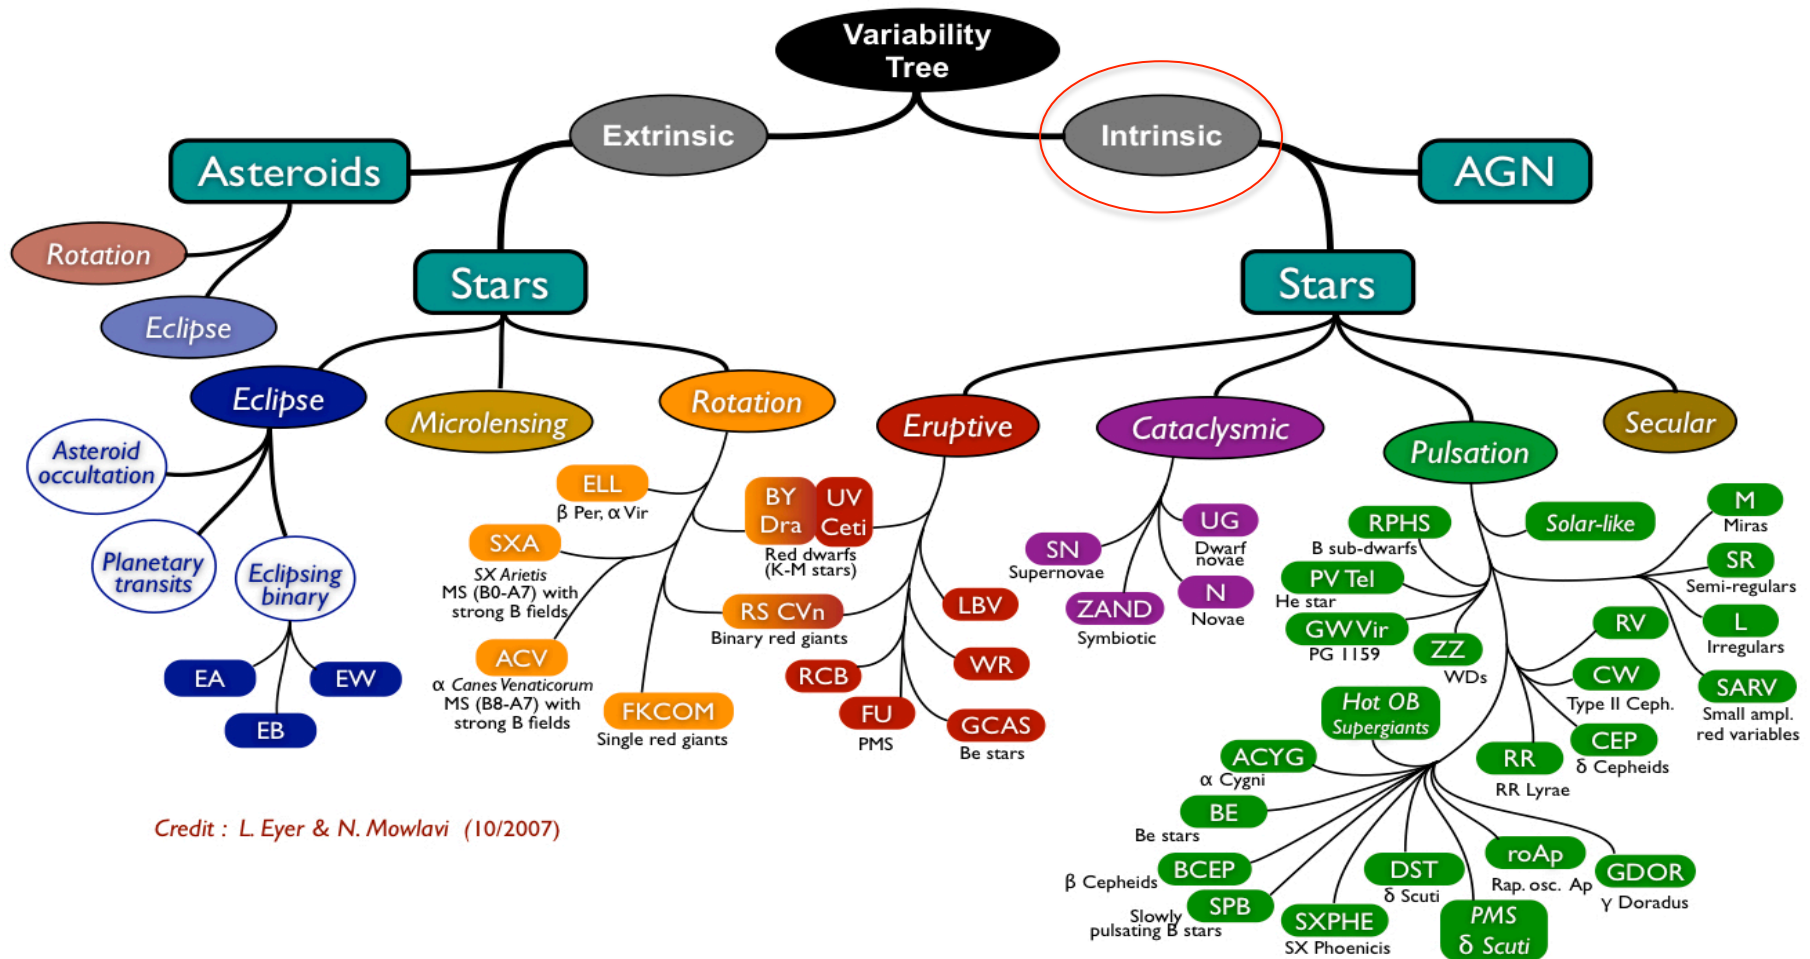 Variability
Tree
Extrinsic
Intrinsic
Asteroids
AGN
Rotation
Eclipse
Stars
Stars
Eclipse
Microlensing
Rotation
Eruptive
Cataclysmic
Pulsation
Secular
Asteroid
occultation
Planetary
transits
Eclipsing
binary
EA
EB
EW
ELL
β Per, α Vir
SXA
SX Arietis
MS (B0-A7) with
strong B fields
ACV
α Canes Venaticorum
MS (B8-A7) with
strong B fields
BY
Dra
UV
Ceti
Red dwarfs
(K-M stars)
RS CVn
Binary red giants
FKCOM
Single red giants
LBV
WR
RCB
FU
PMS
GCAS
Be stars
SN
Supernovae
UG
Dwarf
novae
ZAND
Symbiotic
N
Novae
RPHS
B sub-dwarfs
Solar-like
M
Miras
PV Tel
He star
SR
Semi-regulars
GW Vir
PG 1159
ZZ
WDs
RV
L
Irregulars
CW
Type II Ceph.
SARV
Small ampl.
red variables
CEP
δ Cepheids
RR
RR Lyrae
Hot OB
Supergiants
ACYG
α Cygni
BE
Be stars
BCEP
β Cepheids
SPB
Slowly
pulsating B stars
SXPHE
SX Phoenicis
DST
δ Scuti
PMS
δ Scuti
roAp
Rap. osc. Ap
GDOR
γ Doradus
Credit : L. Eyer & N. Mowlavi (10/2007)